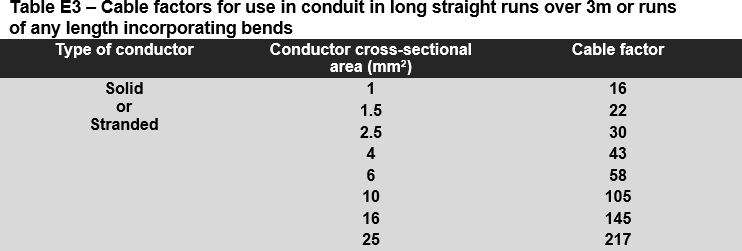 Table E3 – Cable factors for use in conduit in long straight runs over 3m or runs
of any length incorporating bends
Type of conductor Conductor cross-sectional area (mm²) Cable factor
Solid or Stranded 1 16
1.5 22
2.5 30
4 43
6 58
10 105
16 145
25 217